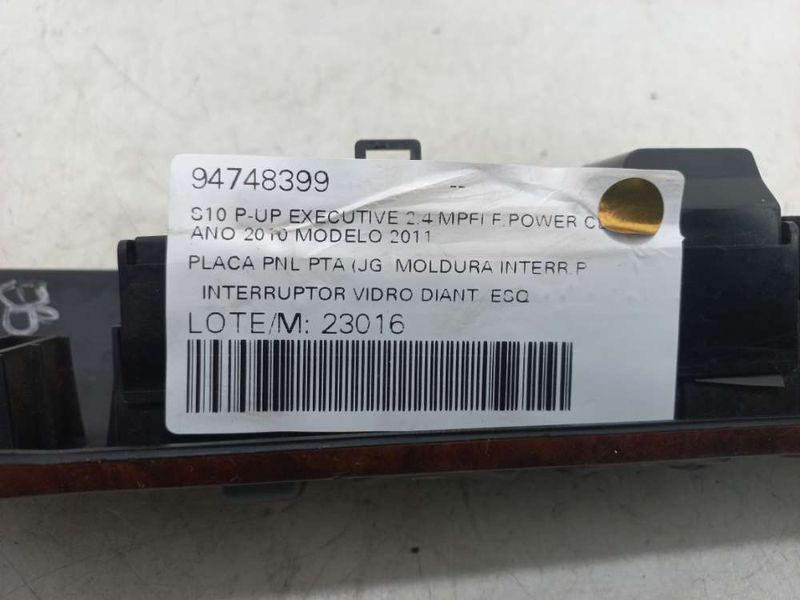 94748399 --
S10 P-UP EXECUTIVE 2.4 MPFI F.POWER
ANO 2010 MODELO 2011
PLACA PNL PTA (JG MOLDURA INTERR.P
INTERRUPTOR VIDRO DIANT. ESQ
LOTE/M: 23016